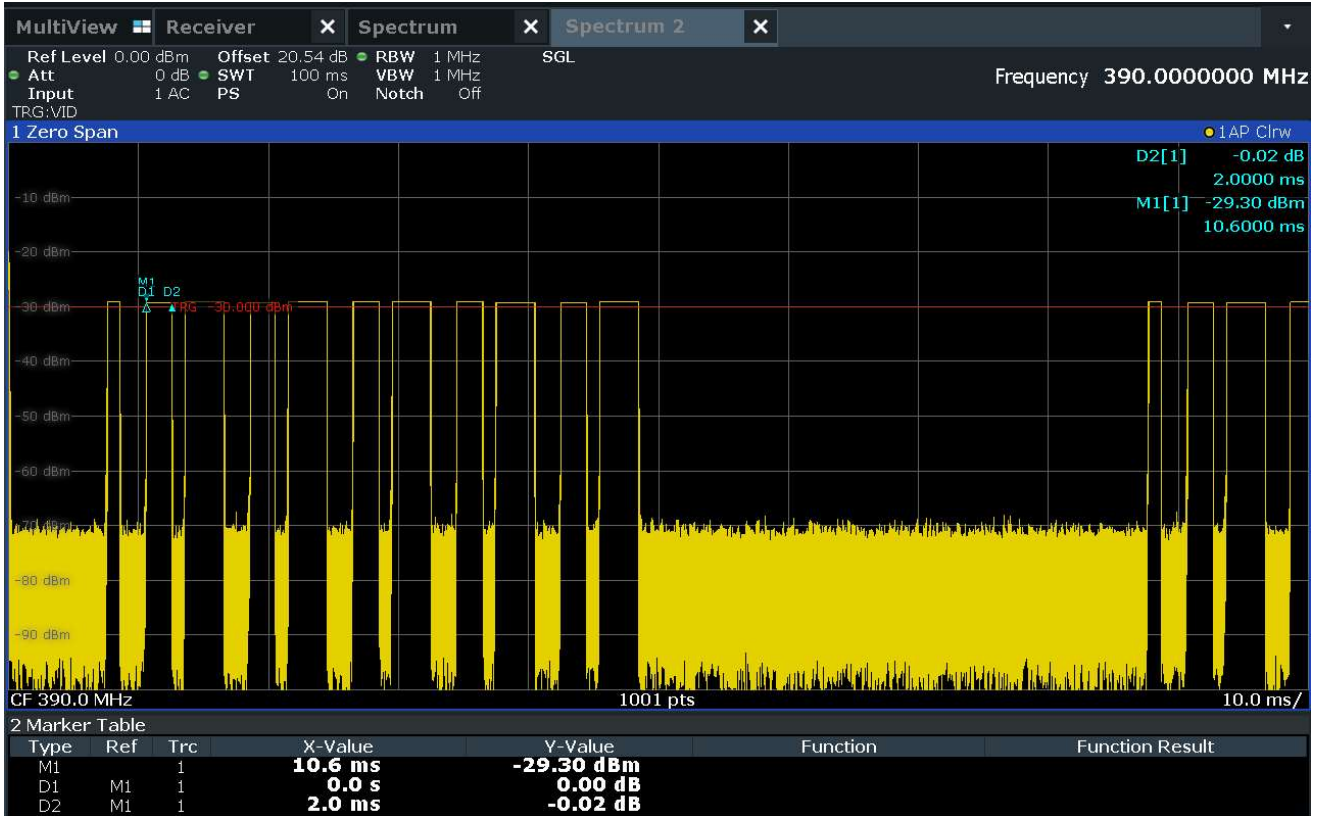 MultiView Receiver X Spectrum X Spectrum 2 X
Ref Level 0.00 dBm Offset 20.54 dB RBW 1 MHz SGL
Att 0 dB SWT 100 ms VBW 1 MHz Frequency 390.0000000 MHz
Input 1 AC PS On Notch Off
TRG:VID
1 Zero Span 1AP Clrw
D2[1] -0.02 dB
2.0000 ms
-10 dBm M1[1] -29.30 dBm
10.6000 ms
-20 dBm
M1
D1 D2
-30 dBm TRG -30.000 dBm
-40 dBm
-50 dBm
-60 dBm
-70 dBm
-80 dBm
-90 dBm
CF 390.0 MHz 1001 pts 10.0 ms/
2 Marker Table
Type Ref Trc X-Value Y-Value Function Function Result
M1 1 10.6 ms -29.30 dBm
D1 M1 1 0.0 s 0.00 dB
D2 M1 1 2.0 ms -0.02 dB